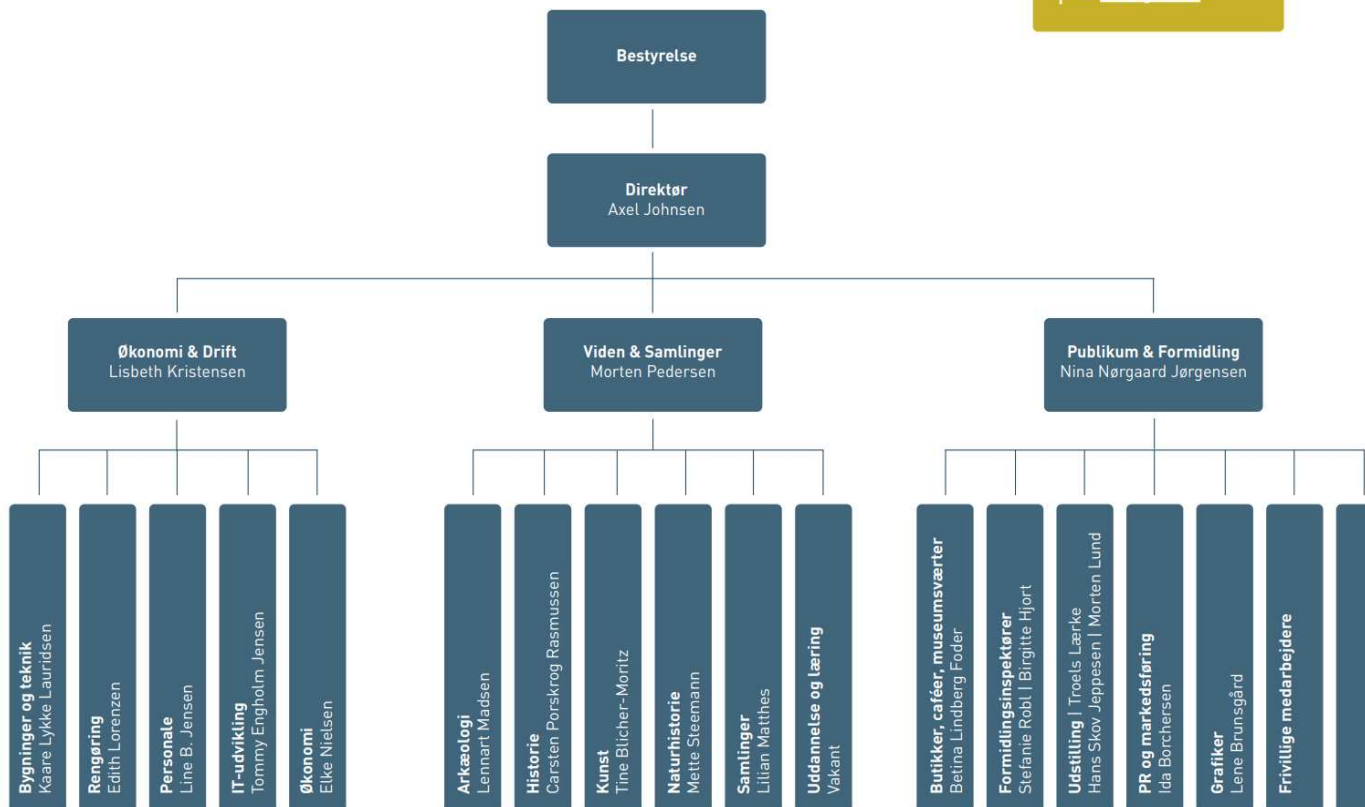 Bestyrelse
Direktør
Axel Johnsen
Økonomi & Drift
Lisbeth Kristensen
Viden & Samlinger
Morten Pedersen
Publikum & Formidling
Nina Nørgaard Jørgensen
Bygninger og teknik
Kaare Lykke Lauridsen
Rengøring
Edith Lorenzen
Personale
Line B. Jensen
IT-udvikling
Tommy Engholm Jensen
Økonomi
Elke Nielsen
Arkæologi
Lennart Madsen
Historie
Carsten Porskrog Rasmussen
Kunst
Tine Blicher-Moritz
Naturhistorie
Mette Steemann
Samlinger
Lilian Matthes
Uddannelse og læring
Vakant
Butikker, caféer, museumsværter
Betina Lindberg Foder
Formidlingsinspektører
Stefanie Robl | Birgitte Hjort
Udstilling | Troels Lærke
Hans Skov Jeppesen | Morten Lund
PR og markedsføring
Ida Borchersen
Grafiker
Lene Brunsgård
Frivillige medarbejdere